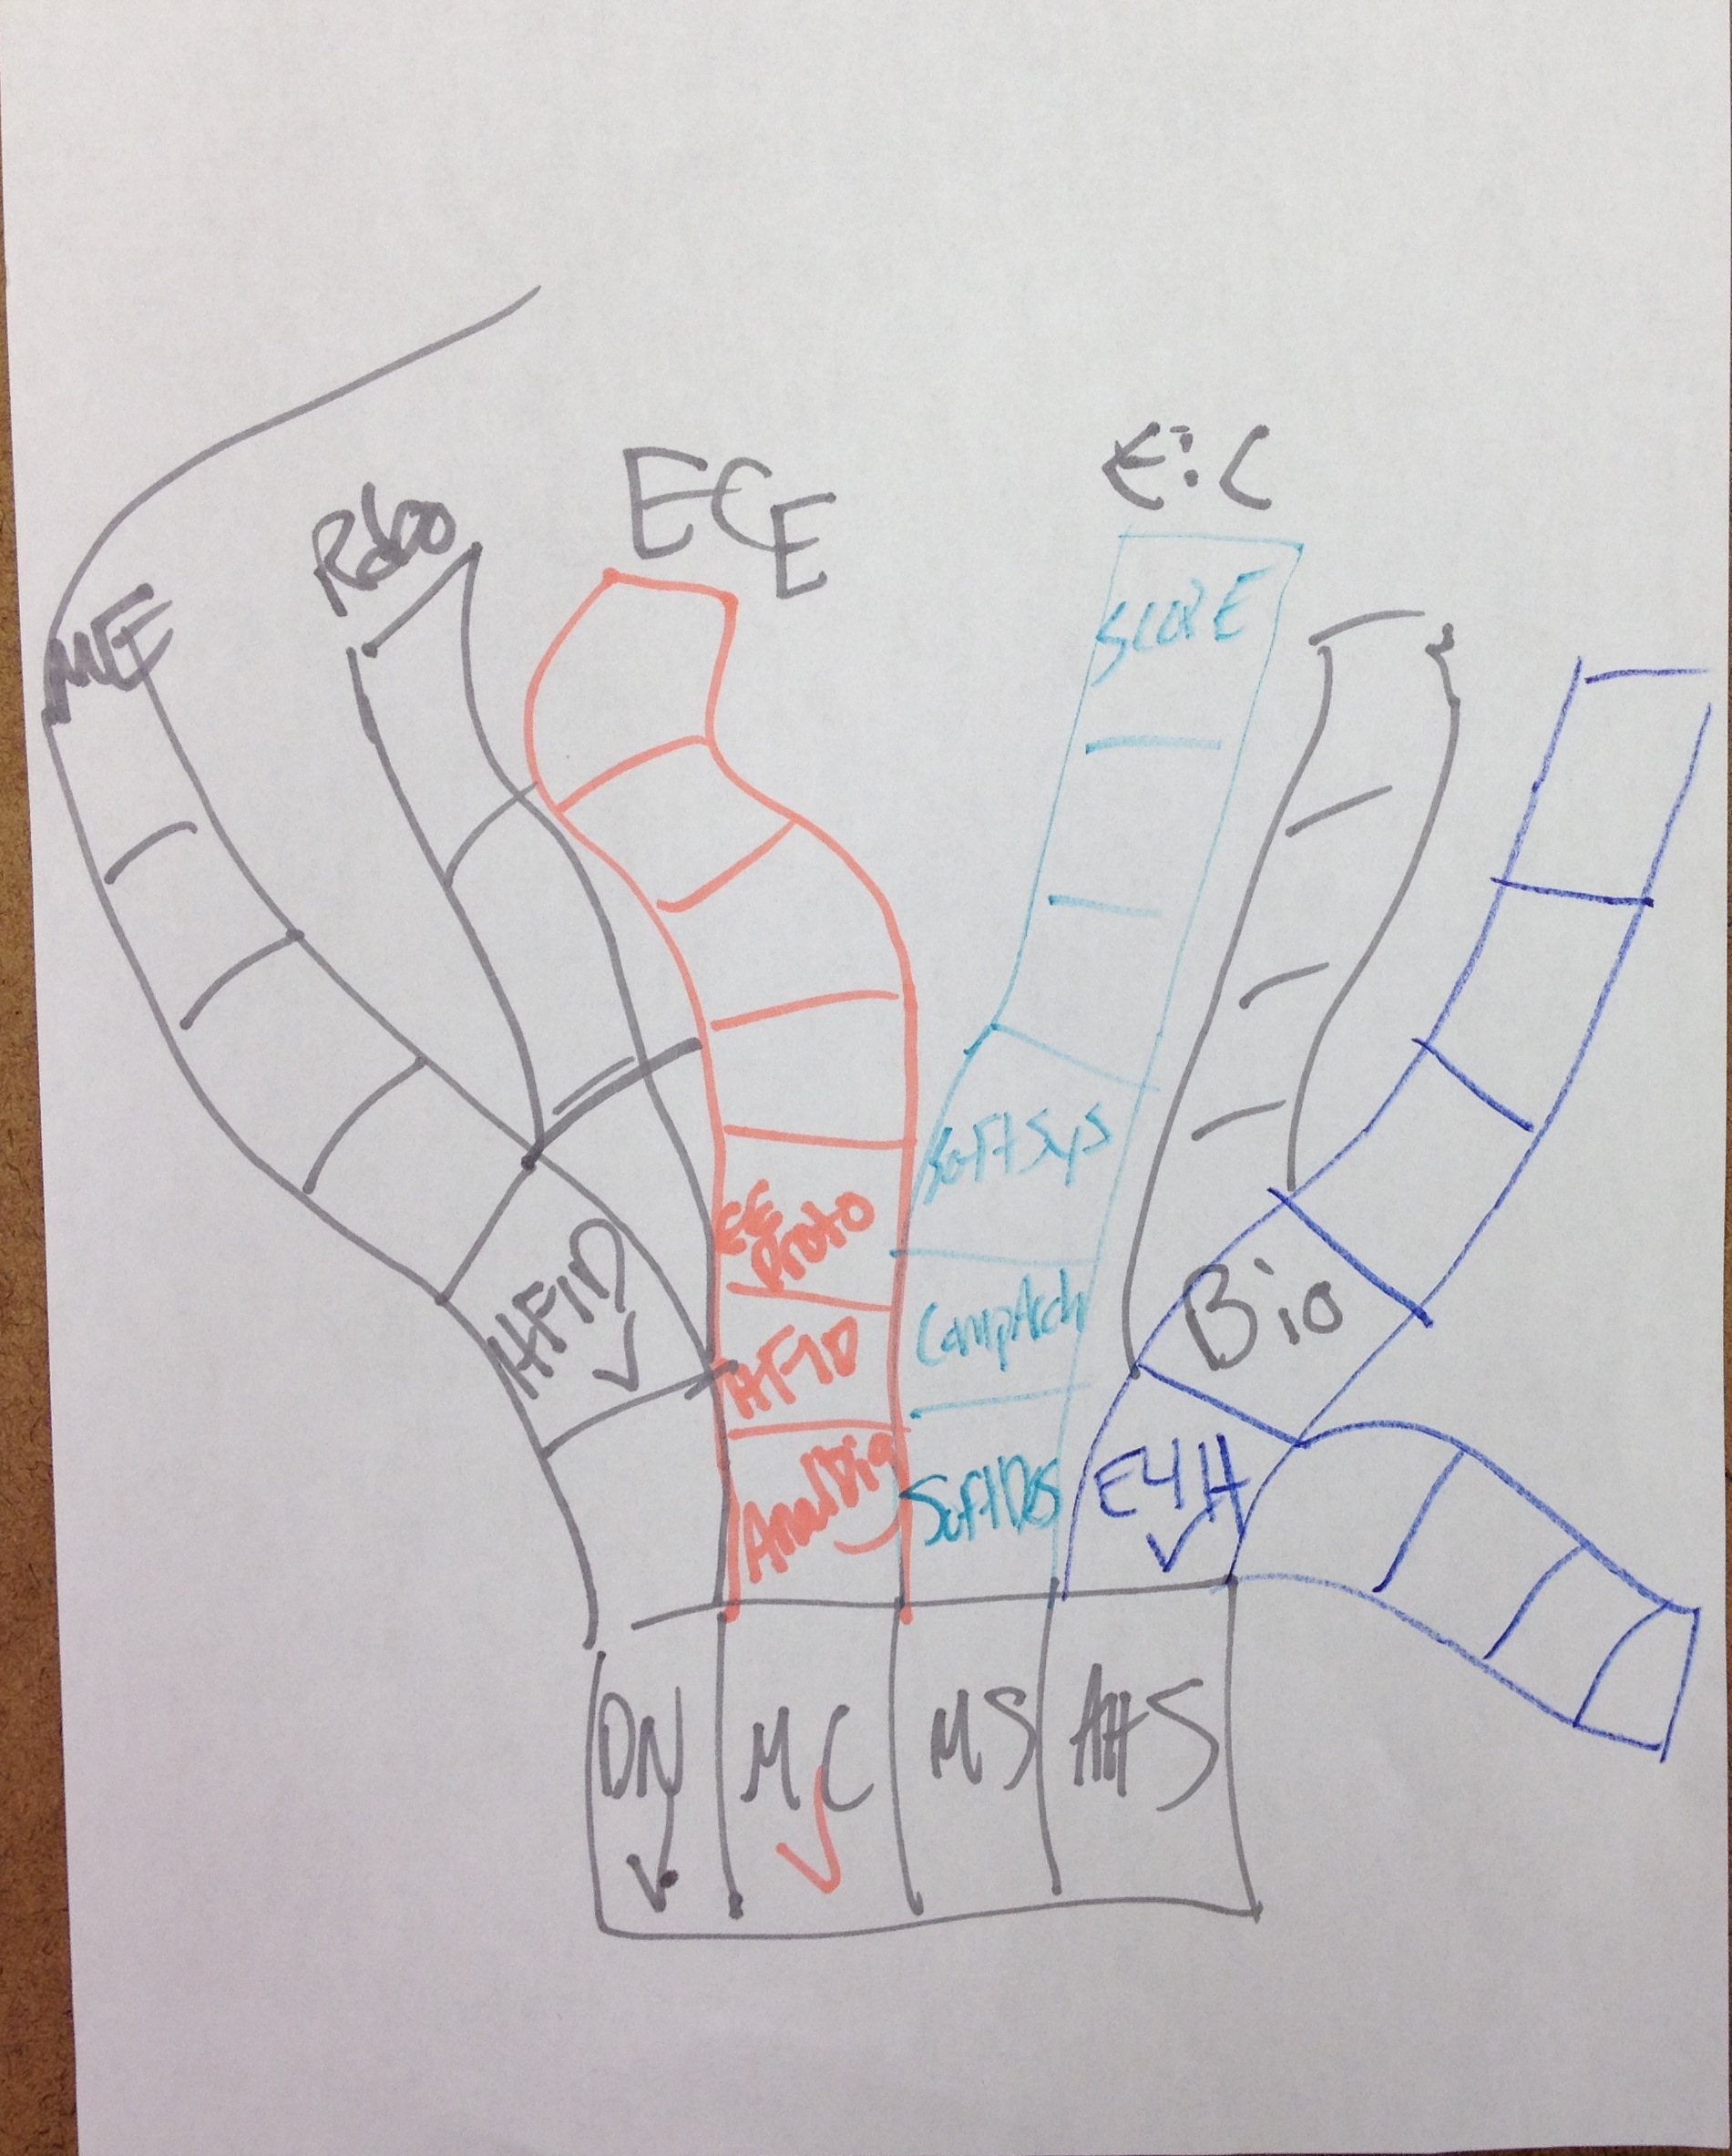 E:C
ECE
Robo
ME
SCOPE
SoftSys
EE
Proto
HFID
CompArch
Bio
HFID
AnalDig
SoftDes
E4H
DN
MC
MS
AHS